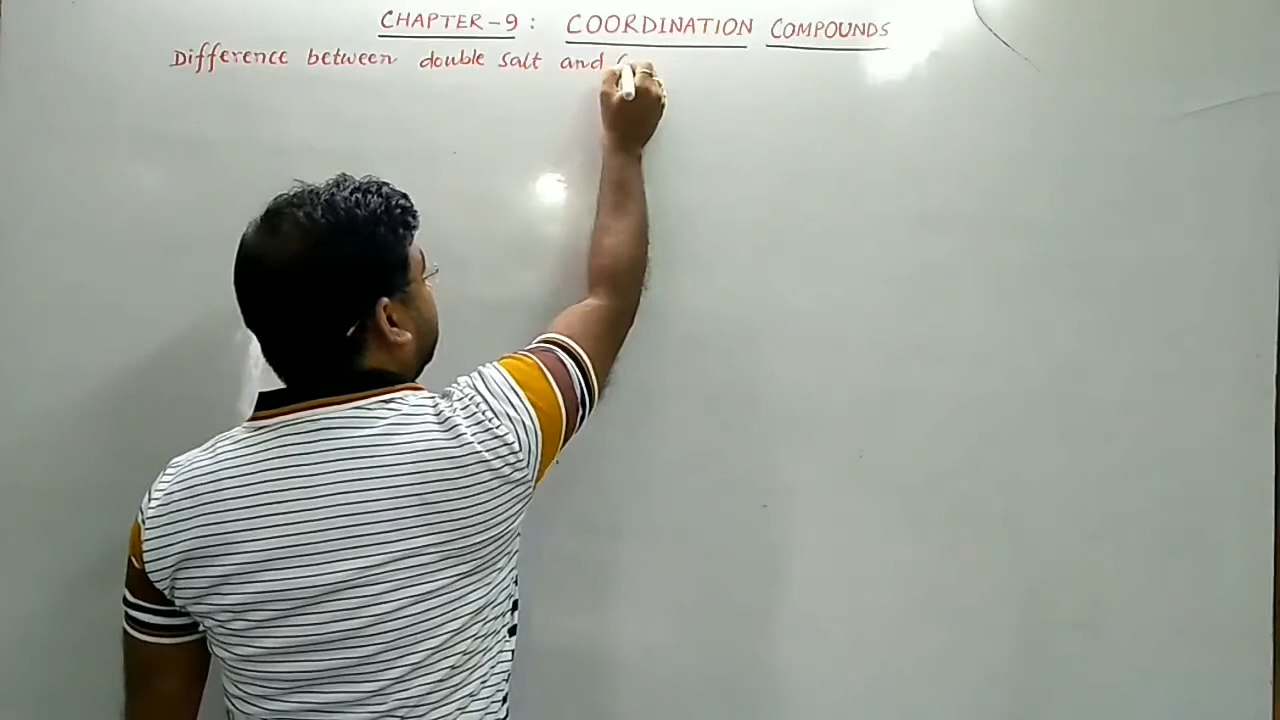 CHAPTER-9: COORDINATION COMPOUNDS
Difference between double salt and